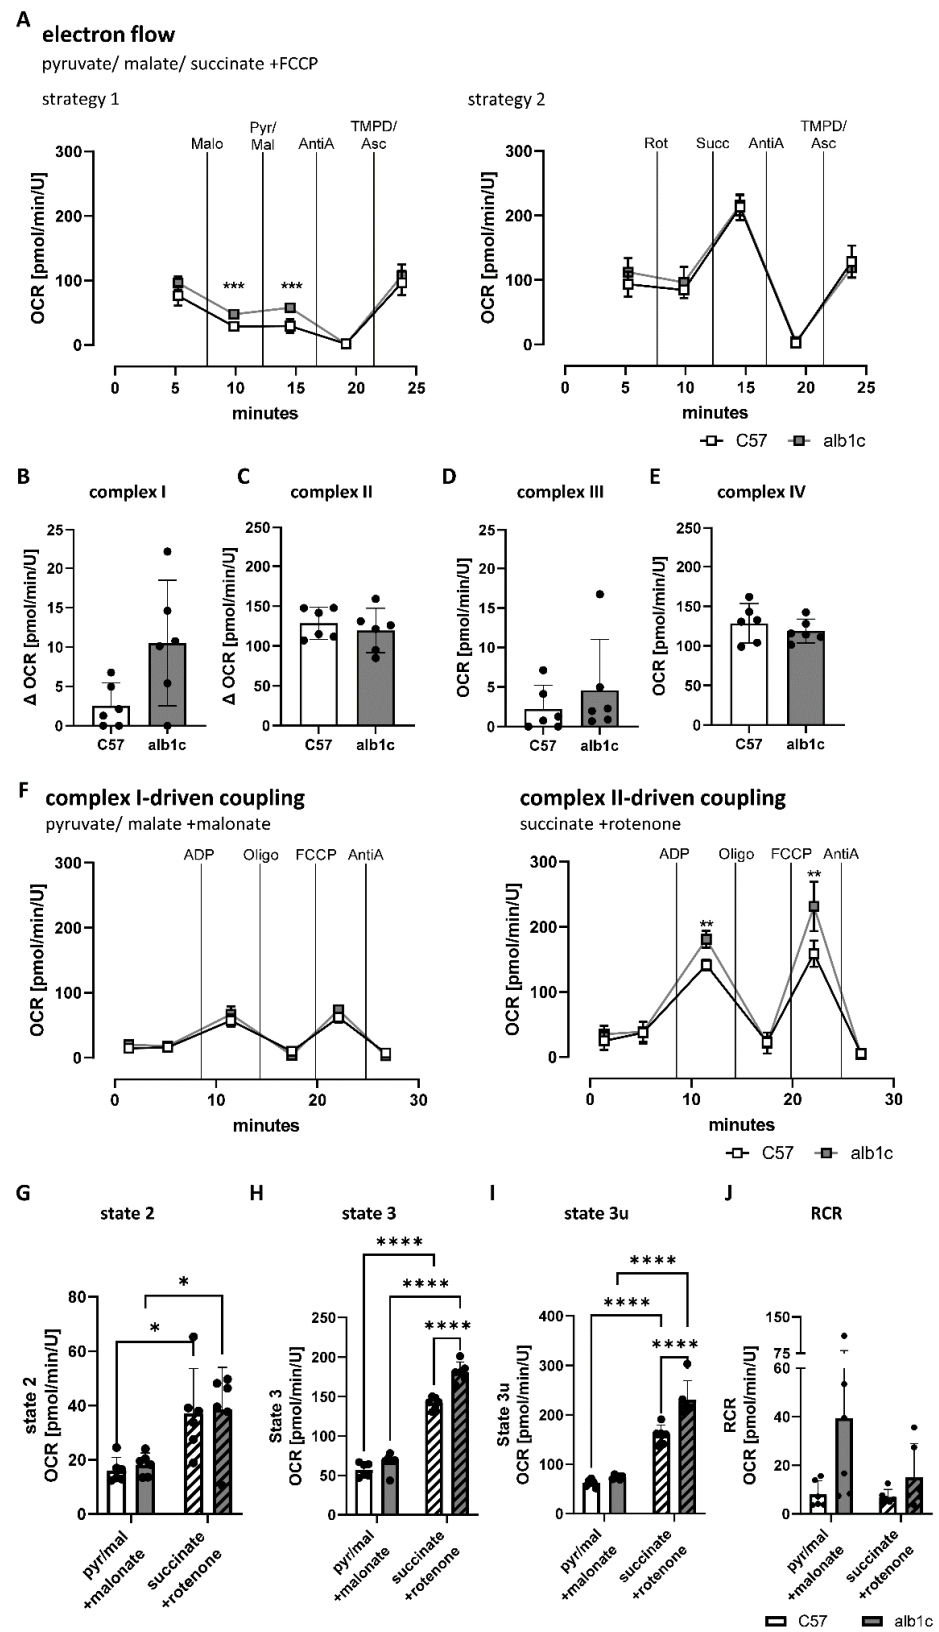 A
electron flow
pyruvate/ malate/ succinate +FCCP
strategy 1
strategy 2
Malo
Pyr/
Mal
AntiA
TMPD/
Asc
Rot
Succ
AntiA
TMPD/
Asc
OCR [pmol/min/U]
300
200
100
0
***
***
0 5 10 15 20 25
minutes
OCR [pmol/min/U]
300
200
100
0
0 5 10 15 20 25
minutes
C57 alb1c
B
complex I
Δ OCR [pmol/min/U]
25
20
15
10
5
0
C57 alb1c
C
complex II
Δ OCR [pmol/min/U]
250
200
150
100
50
0
C57 alb1c
D
complex III
OCR [pmol/min/U]
25
20
15
10
5
0
C57 alb1c
E
complex IV
OCR [pmol/min/U]
250
200
150
100
50
0
C57 alb1c
F
complex I-driven coupling
pyruvate/ malate +malonate
ADP Oligo FCCP AntiA
OCR [pmol/min/U]
300
200
100
0
0 10 20 30
minutes
complex II-driven coupling
succinate +rotenone
ADP Oligo FCCP AntiA
OCR [pmol/min/U]
300
200
100
0
**
**
0 10 20 30
minutes
C57 alb1c
G
state 2
state 2
OCR [pmol/min/U]
80
60
40
20
0
*
*
pyr/mal
+malonate
succinate
+rotenone
H
state 3
State 3
OCR [pmol/min/U]
250
200
150
100
50
0
****
****
****
pyr/mal
+malonate
succinate
+rotenone
I
state 3u
State 3u
OCR [pmol/min/U]
400
300
200
100
0
****
****
****
pyr/mal
+malonate
succinate
+rotenone
J
RCR
RCR
OCR [pmol/min/U]
150
75
60
40
20
0
pyr/mal
+malonate
succinate
+rotenone
C57 alb1c